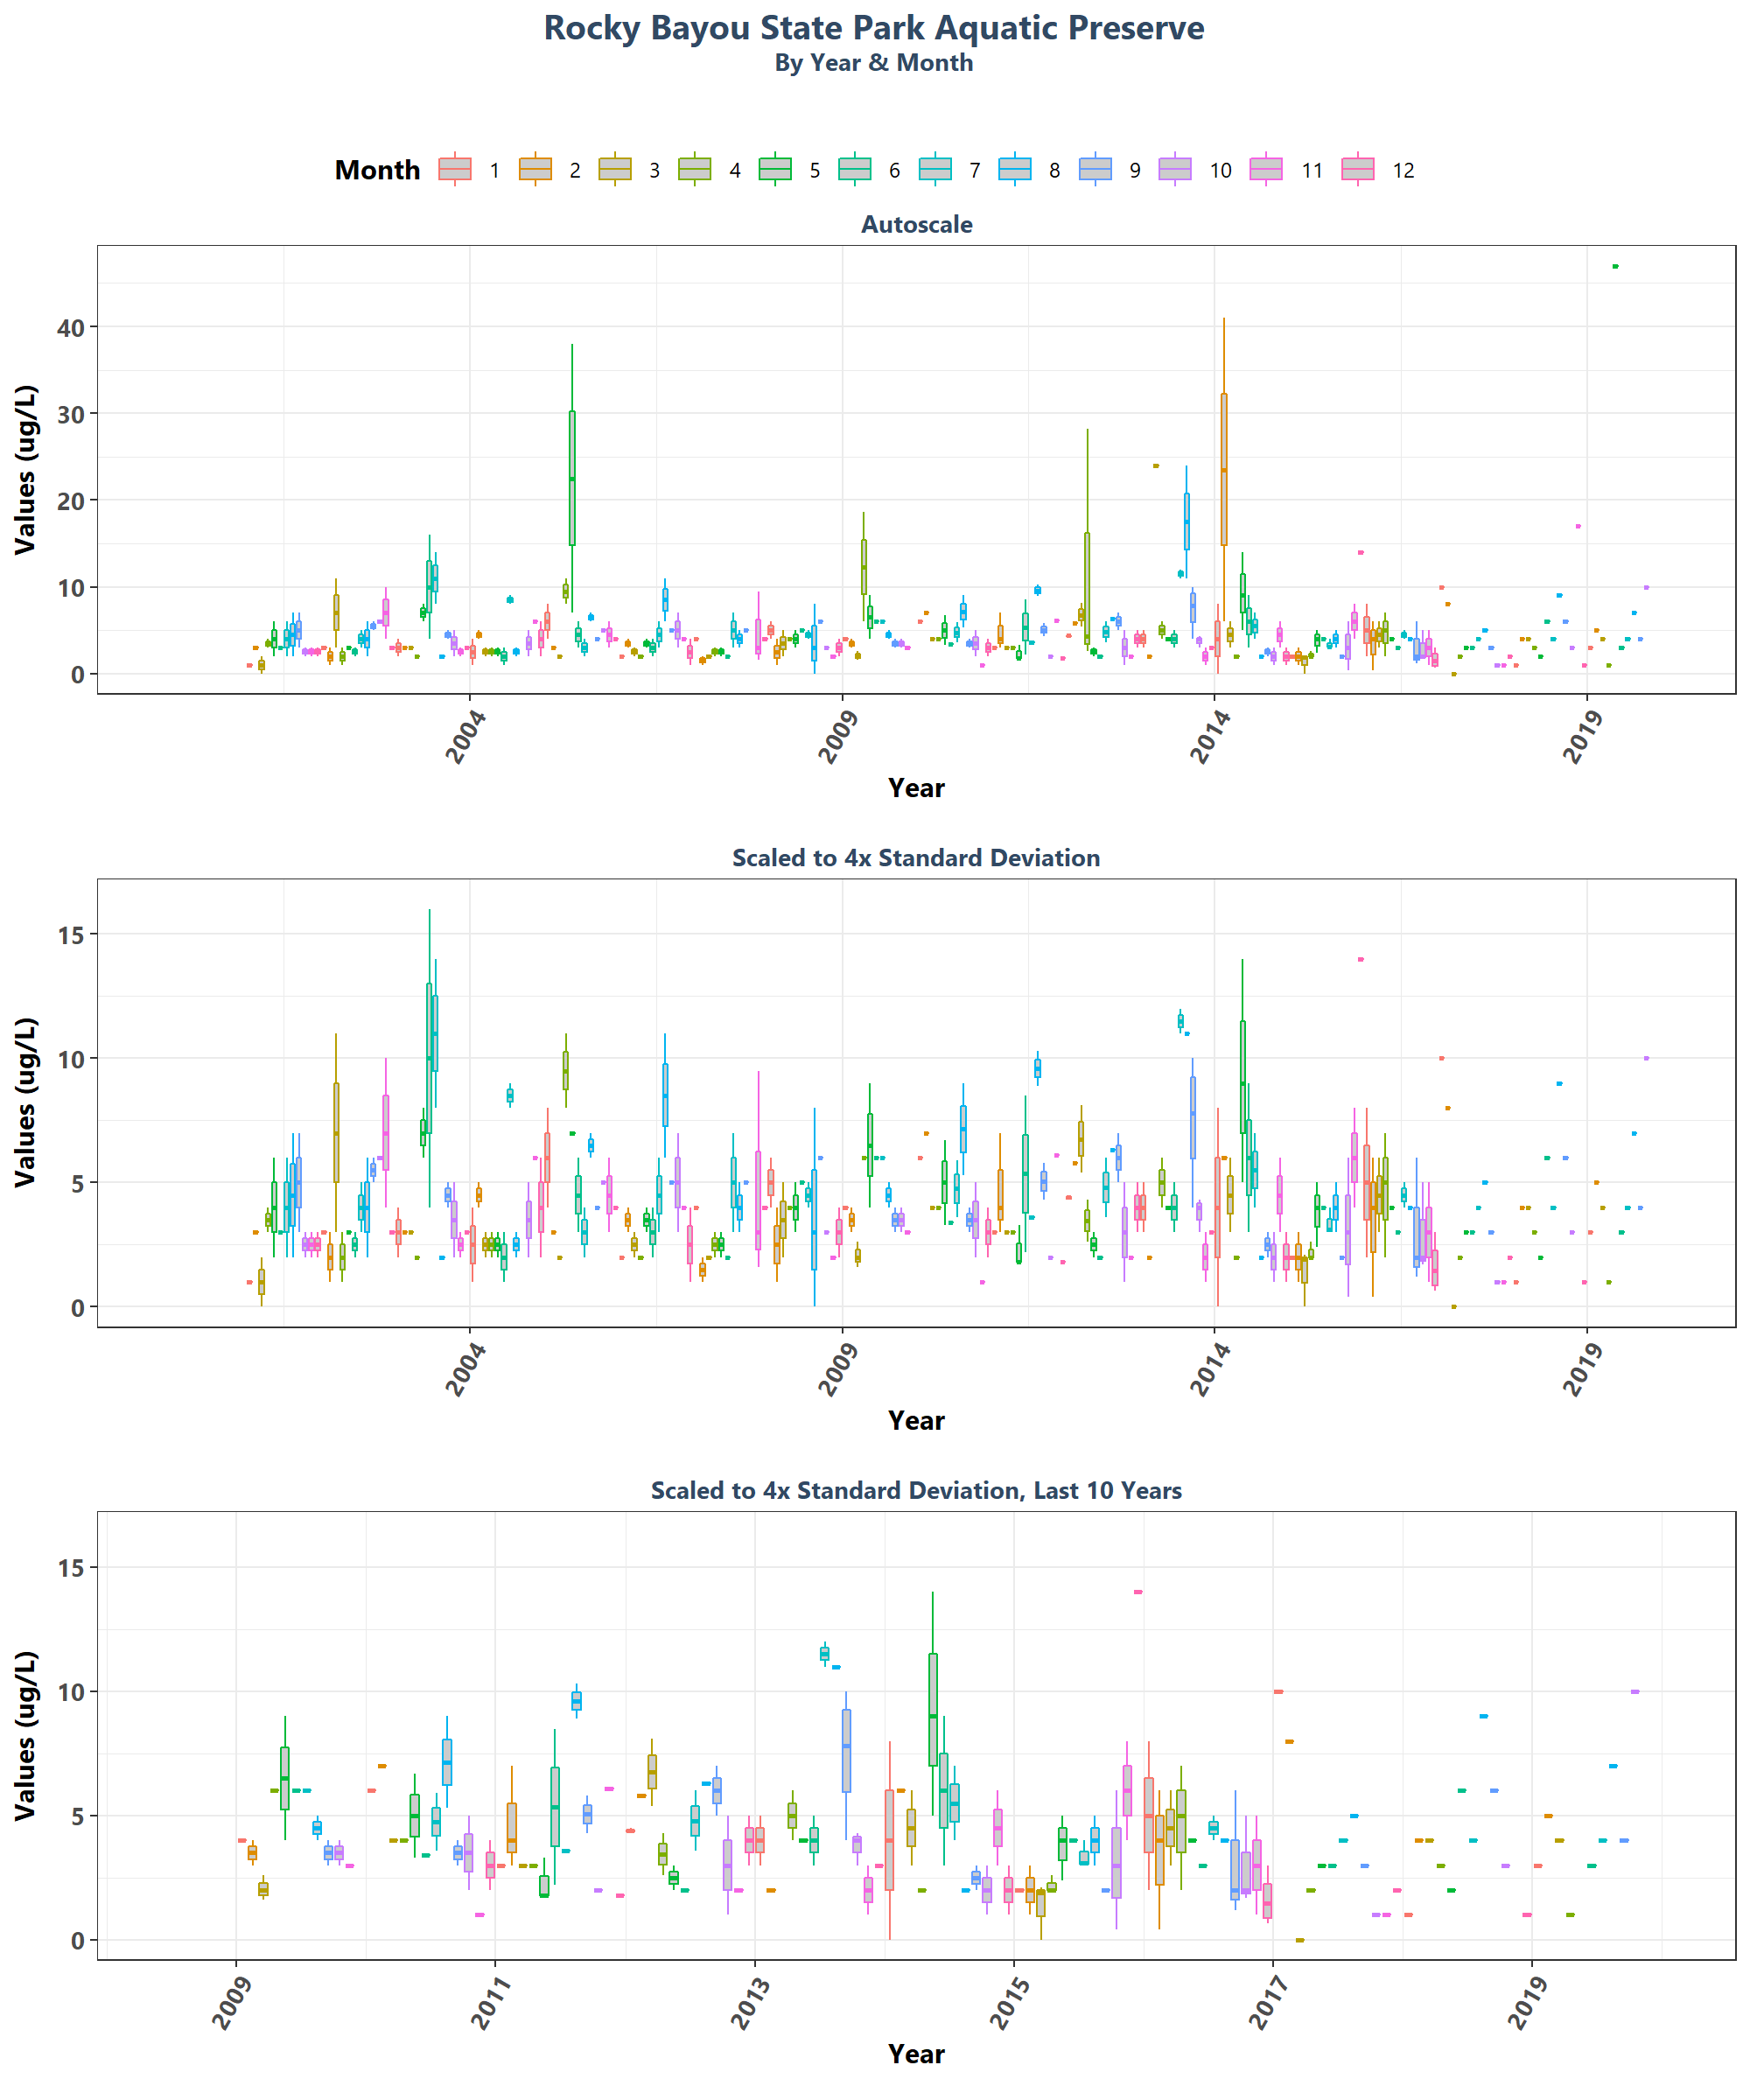 Rocky Bayou State Park Aquatic Preserve
By Year & Month
Month 1 2 3 4 5 6 7 8 9 10 11 12
Autoscale
Values (ug/L)
40
30
20
10
0
2004 2009 2014 2019
Year
Scaled to 4x Standard Deviation
Values (ug/L)
15
10
5
0
2004 2009 2014 2019
Year
Scaled to 4x Standard Deviation, Last 10 Years
Values (ug/L)
15
10
5
0
2009 2011 2013 2015 2017 2019
Year